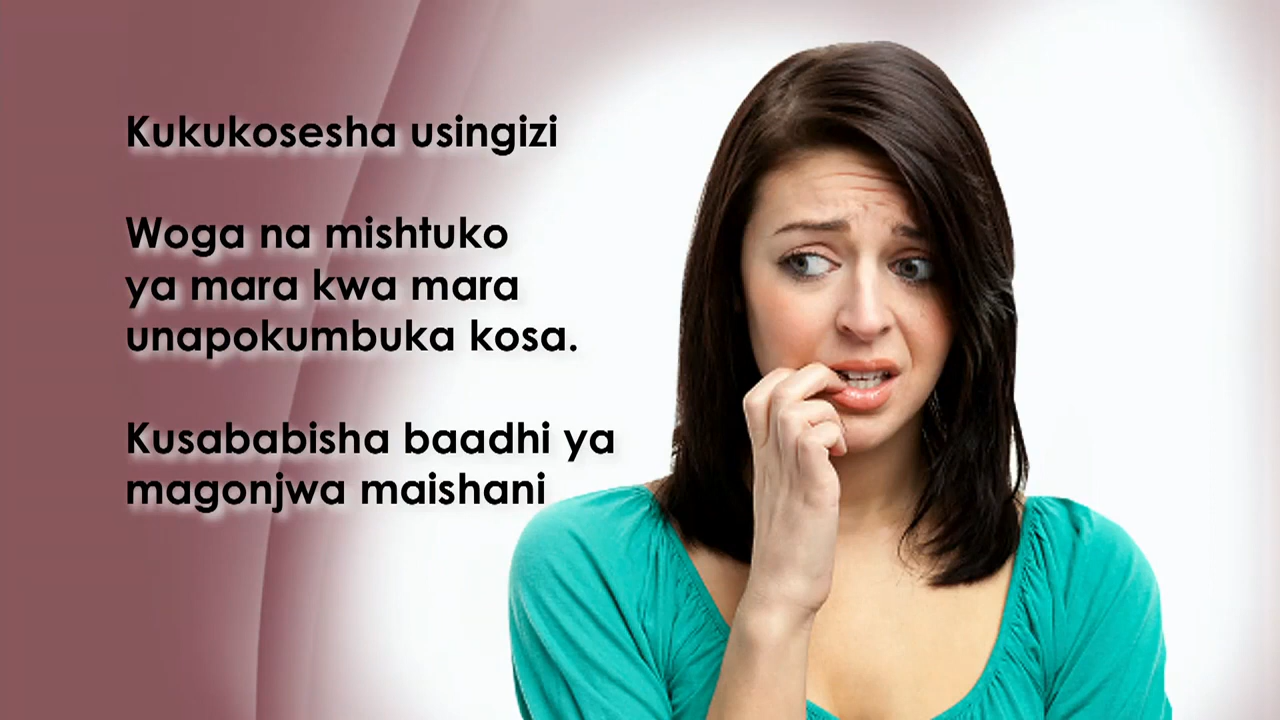 Kukukosesha usingizi
Woga na mishtuko
ya mara kwa mara
unapokumbuka kosa.
Kusababisha baadhi ya
magonjwa maishani